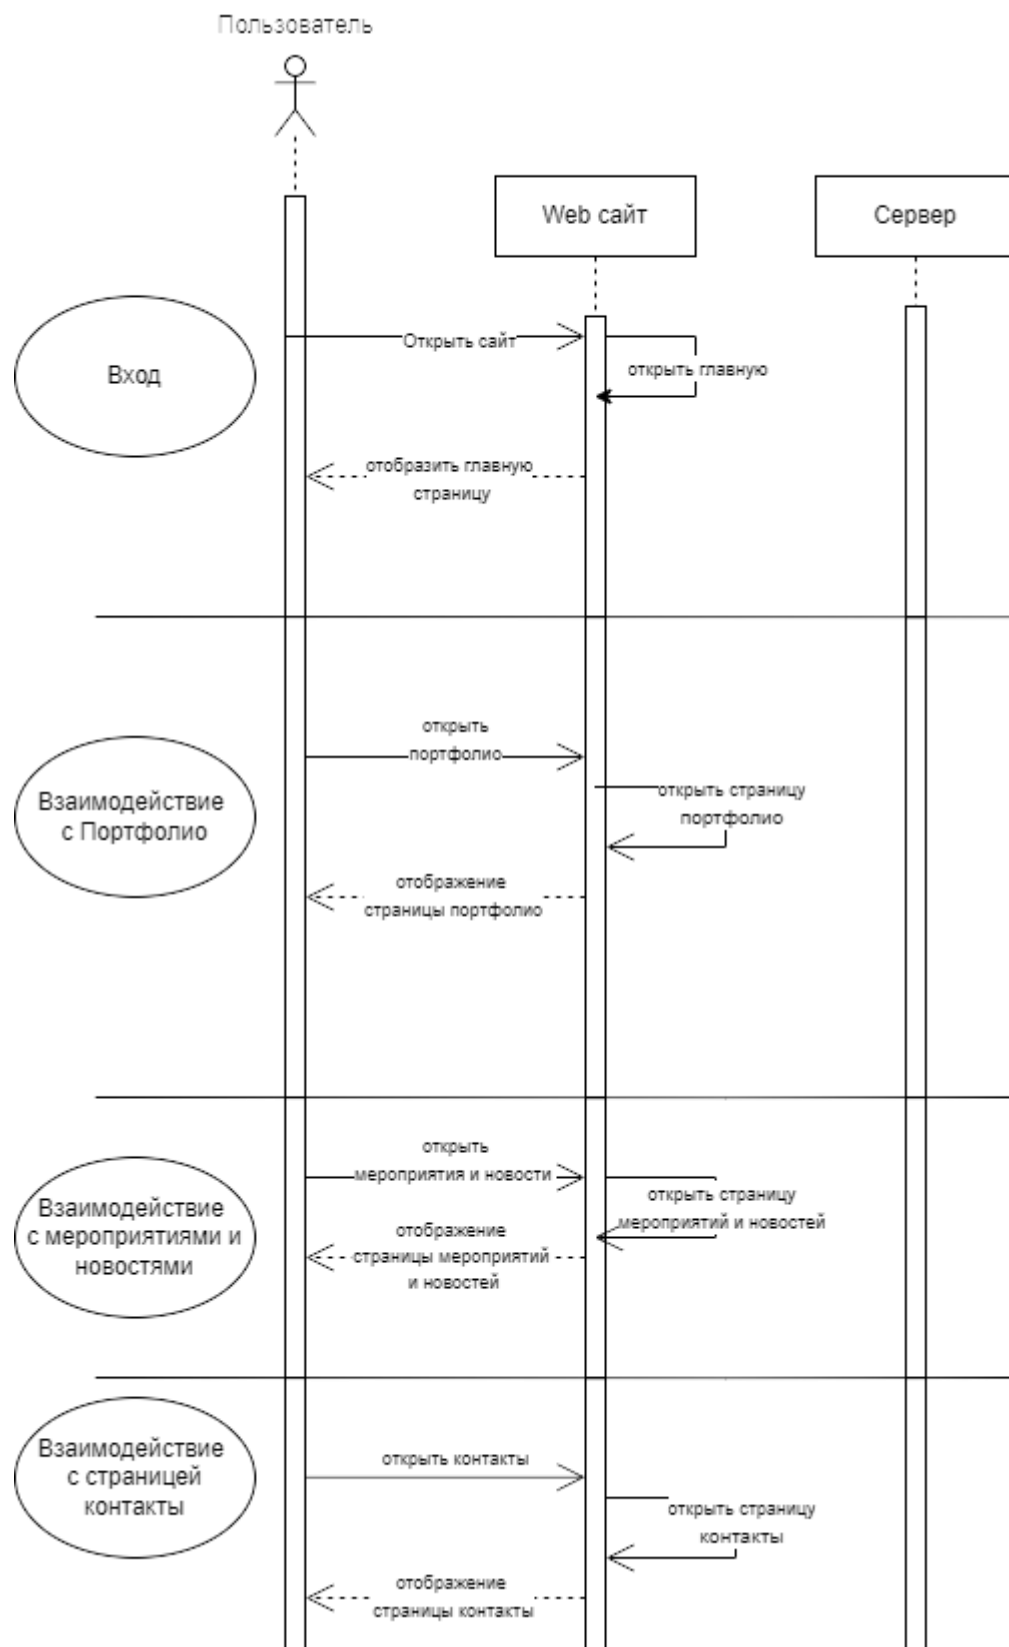 Пользователь
Web сайт
Сервер
Вход
Открыть сайт
открыть главную
отобразить главную
страницу
открыть
портфолио
Взаимодействие
с Портфолио
открыть страницу
портфолио
отображение
страницы портфолио
открыть
мероприятия и новости
Взаимодействие
с мероприятиями и
новостями
открыть страницу
мероприятий и новостей
отображение
страницы мероприятий
и новостей
Взаимодействие
с страницей
контакты
открыть контакты
открыть страницу
контакты
отображение
страницы контакты